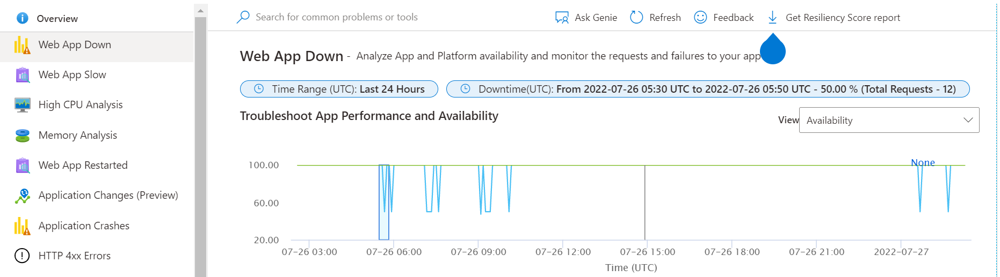 Overview
Web App Down
Web App Slow
High CPU Analysis
Memory Analysis
Web App Restarted
Application Changes (Preview)
Application Crashes
HTTP 4xx Errors
Search for common problems or tools
Ask Genie
Refresh
Feedback
Get Resiliency Score report
Web App Down - Analyze App and Platform availability and monitor the requests and failures to your app
Time Range (UTC): Last 24 Hours
Downtime(UTC): From 2022-07-26 05:30 UTC to 2022-07-26 05:50 UTC - 50.00 % (Total Requests - 12)
Troubleshoot App Performance and Availability
View
Availability
None
100.00
60.00
20.00
07-26 03:00
07-26 06:00
07-26 09:00
07-26 12:00
07-26 15:00
07-26 18:00
07-26 21:00
2022-07-27
Time (UTC)